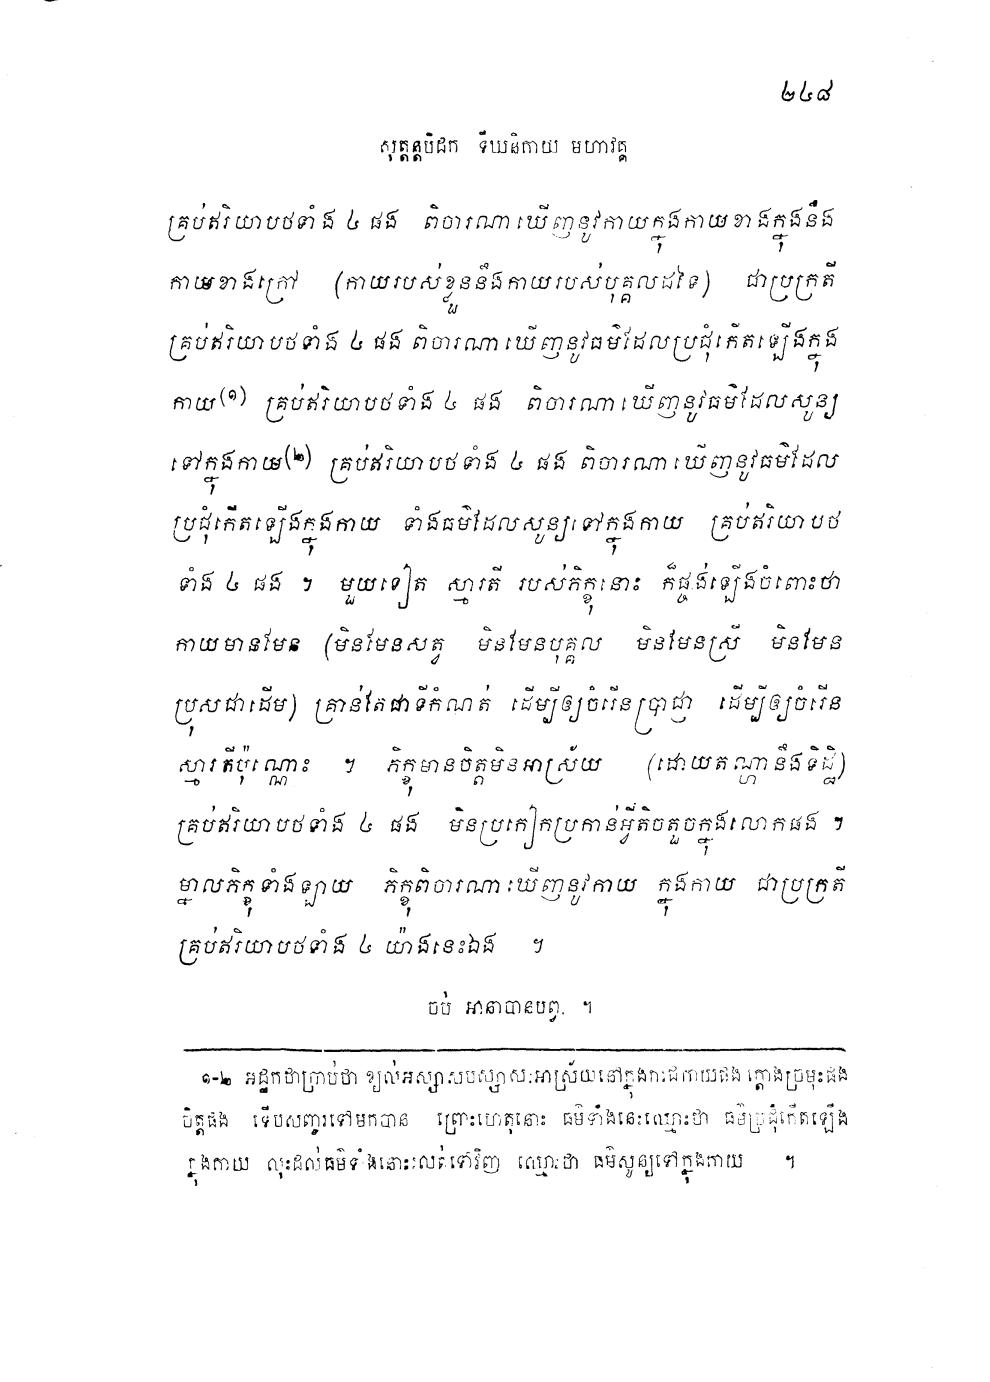 ២៤៨
សុត្តន្តបិដក ទីឃនិកាយ មហាវគ្គ
គ្រប់ឥរិយាបថទាំង ៤ ផង ពិចារណាឃើញនូវកាយក្នុងកាយខាងក្នុងនឹង
កាយខាងក្រៅ (កាយរបស់ខ្លួននឹងកាយរបស់បុគ្គលដទៃ) ជាប្រក្រតី
គ្រប់ឥរិយាបថទាំង ៤ ផង ពិចារណាឃើញនូវធម៌ដែលប្រជុំកើតឡើងក្នុង
កាយ(១) គ្រប់ឥរិយាបថទាំង ៤ ផង ពិចារណាឃើញនូវធម៌ដែលសូន្យ
ទៅក្នុងកាយ(២) គ្រប់ឥរិយាបថទាំង ៤ ផង ពិចារណាឃើញនូវធម៌ដែល
ប្រជុំកើតឡើងក្នុងកាយ ទាំងធម៌ដែលសូន្យទៅក្នុងកាយ គ្រប់ឥរិយាបថ
ទាំង ៤ ផង ។ មួយទៀត ស្មារតី របស់ភិក្ខុនោះ ក៏ផ្ចង់ឡើងចំពោះថា
កាយមានមែន (មិនមែនសត្វ មិនមែនបុគ្គល មិនមែនស្រី មិនមែន
ប្រុសជាដើម) គ្រាន់តែជាទីកំណត់ ដើម្បីឲ្យចំរើនប្រាជ្ញា ដើម្បីឲ្យចំរើន
ស្មារតីប៉ុណ្ណោះ ។ ភិក្ខុមានចិត្តមិនអាស្រ័យ (ដោយតណ្ហានឹងទិដ្ឋិ)
គ្រប់ឥរិយាបថទាំង ៤ ផង មិនប្រកៀកប្រកាន់អ្វីតិចតួចក្នុងលោកផង ។
ម្នាលភិក្ខុទាំងឡាយ ភិក្ខុពិចារណាឃើញនូវកាយ ក្នុងកាយ ជាប្រក្រតី
គ្រប់ឥរិយាបថទាំង ៤ យ៉ាងនេះឯង ។
ចប់ អានាបានបព្វ. ។
១-២ អដ្ឋកថាប្រាប់ថា ខ្យល់អស្សាសបស្សាសៈអាស្រ័យនៅក្នុងករជកាយផង ក្តោងច្រមុះផង
ចិត្តផង ទើបសញ្ចរទៅមកបាន ព្រោះហេតុនោះ ធម៌ទាំងនេះឈ្មោះថា ធម៌ប្រជុំកើតឡើង
ក្នុងកាយ លុះដល់ធម៌ទាំងនោះរលត់ទៅវិញ ឈ្មោះថា ធម៌សូន្យទៅក្នុងកាយ ។